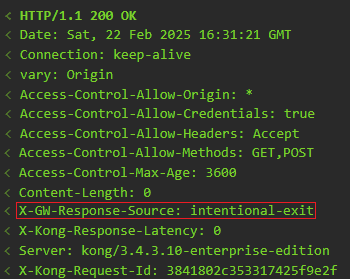 < HTTP/1.1 200 OK
< Date: Sat, 22 Feb 2025 16:31:21 GMT
< Connection: keep-alive
< vary: Origin
< Access-Control-Allow-Origin: *
< Access-Control-Allow-Credentials: true
< Access-Control-Allow-Headers: Accept
< Access-Control-Allow-Methods: GET,POST
< Access-Control-Max-Age: 3600
< Content-Length: 0
< X-GW-Response-Source: intentional-exit
< X-Kong-Response-Latency: 0
< Server: kong/3.4.3.10-enterprise-edition
< X-Kong-Request-Id: 3841802c353317425f9e2f